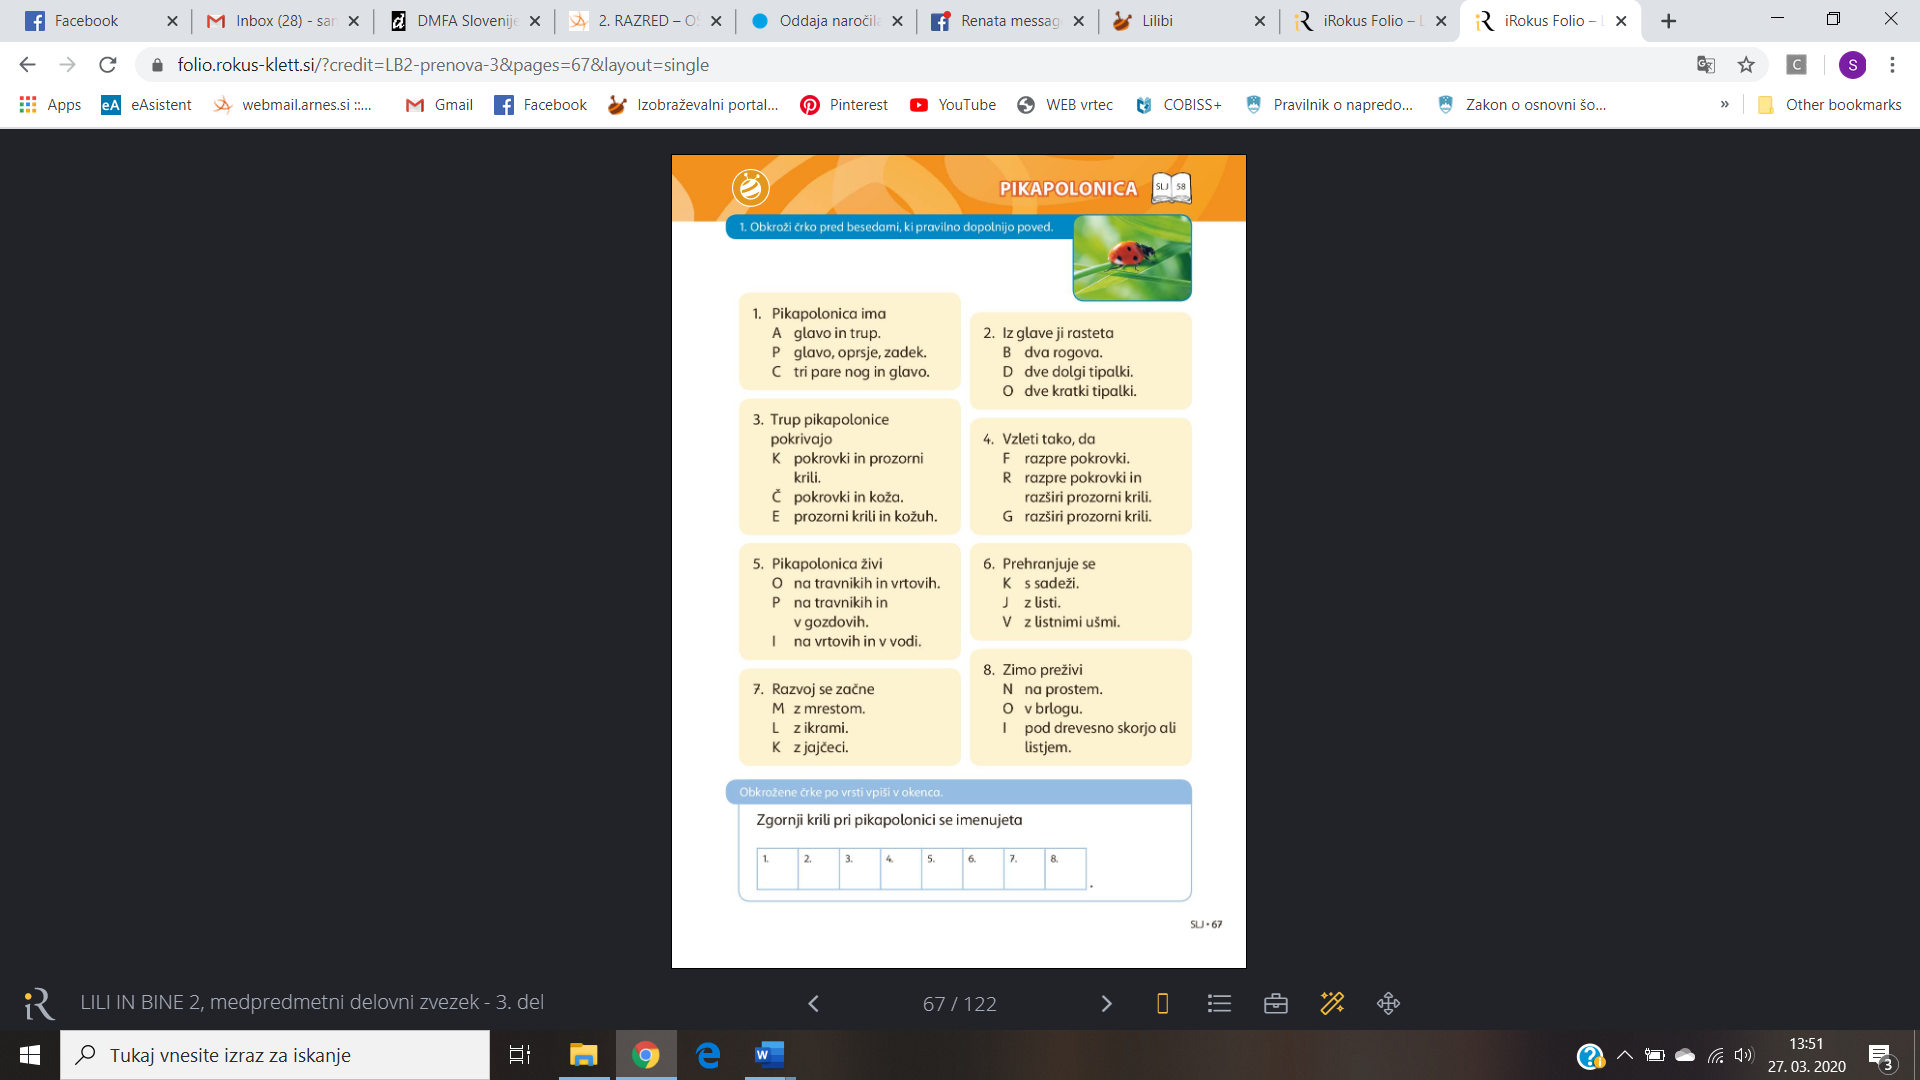 Facebook
Inbox (28) - sar
DMFA Slovenije
2. RAZRED – OŠ
Oddaja naročila
Renata messag
Lilibi
iRokus Folio – L
iRokus Folio – L
folio.rokus-klett.si/?credit=LB2-prenova-3&pages=67&layout=single
Apps
eAsistent
webmail.arnes.si ::...
Gmail
Facebook
Izobraževalni portal...
Pinterest
YouTube
WEB vrtec
COBISS+
Pravilnik o napredo...
Zakon o osnovni šo...
»
Other bookmarks
PIKAPOLONICA
SLJ 58
1. Obkroži črko pred besedami, ki pravilno dopolnijo poved.
1. Pikapolonica ima
A glavo in trup.
P glavo, oprsje, zadek.
C tri pare nog in glavo.
2. Iz glave ji rasteta
B dva rogova.
D dve dolgi tipalki.
O dve kratki tipalki.
3. Trup pikapolonice
pokrivajo
K pokrovki in prozorni
krili.
Č pokrovki in koža.
E prozorni krili in kožuh.
4. Vzleti tako, da
F razpre pokrovki.
R razpre pokrovki in
razširi prozorni krili.
G razširi prozorni krili.
5. Pikapolonica živi
O na travnikih in vrtovih.
P na travnikih in
v gozdovih.
I na vrtovih in v vodi.
6. Prehranjuje se
K s sadeži.
J z listi.
V z listnimi ušmi.
7. Razvoj se začne
M z mrestom.
L z ikrami.
K z jajčeci.
8. Zimo preživi
N na prostem.
O v brlogu.
I pod drevesno skorjo ali
listjem.
Obkrožene črke po vrsti vpiši v okenca.
Zgornji krili pri pikapolonici se imenujeta
1. 2. 3. 4. 5. 6. 7. 8.
.
SLJ • 67
iR
LILI IN BINE 2, medpredmetni delovni zvezek - 3. del
67 / 122
Tukaj vnesite izraz za iskanje
13:51
27. 03. 2020
3